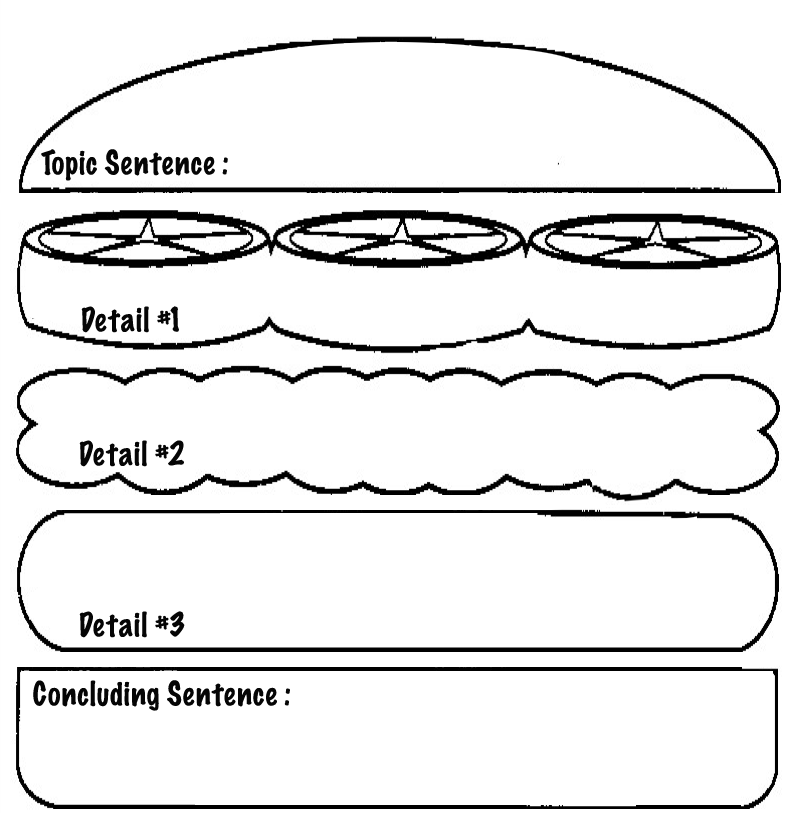 Topic Sentence :
Detail #1
Detail #2
Detail #3
Concluding Sentence :